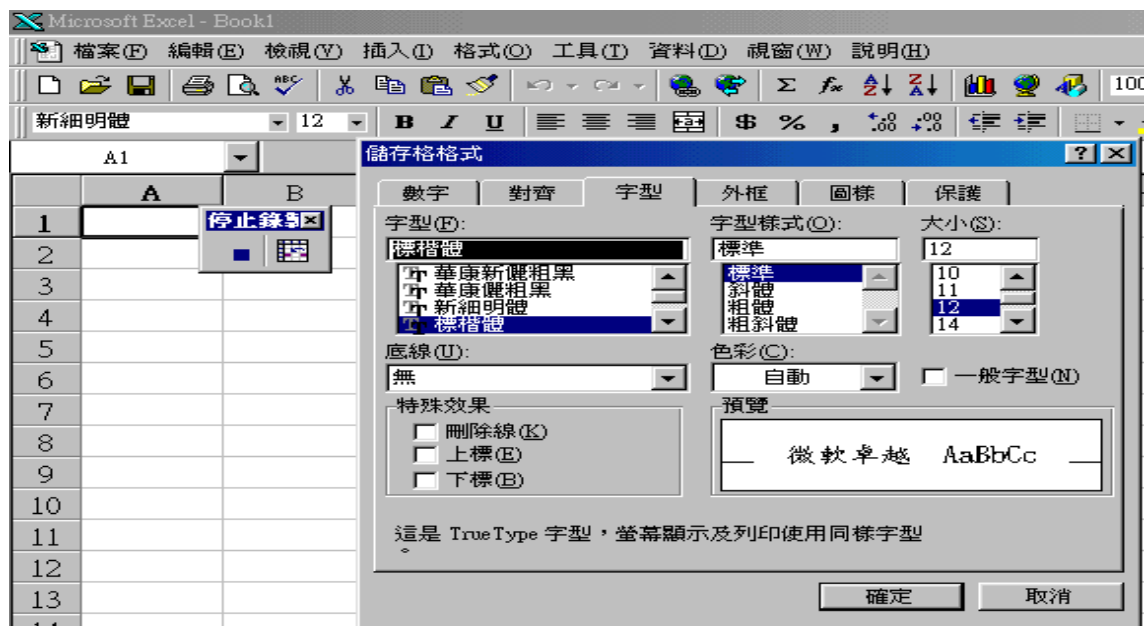 Microsoft Excel - Book1
檔案(F) 編輯(E) 檢視(V) 插入(I) 格式(O) 工具(T) 資料(D) 視窗(W) 說明(H)
ABC Σ fx 100
新細明體 12 B I U $ % ,
A1
儲存格格式
數字 對齊 字型 外框 圖樣 保護
A B
停止錄製
字型(F): 字型樣式(O): 大小(S):
標楷體 標準 12
華康新儷粗黑 標準 10
華康儷粗黑 斜體 11
新細明體 粗體 12
標楷體 粗斜體 14
底線(U): 色彩(C):
無 自動 一般字型(N)
特殊效果 預覽
刪除線(K)
上標(E)
下標(B)
微軟卓越 AaBbCc
這是 TrueType 字型，螢幕顯示及列印使用同樣字型
。
確定 取消
1
2
3
4
5
6
7
8
9
10
11
12
13